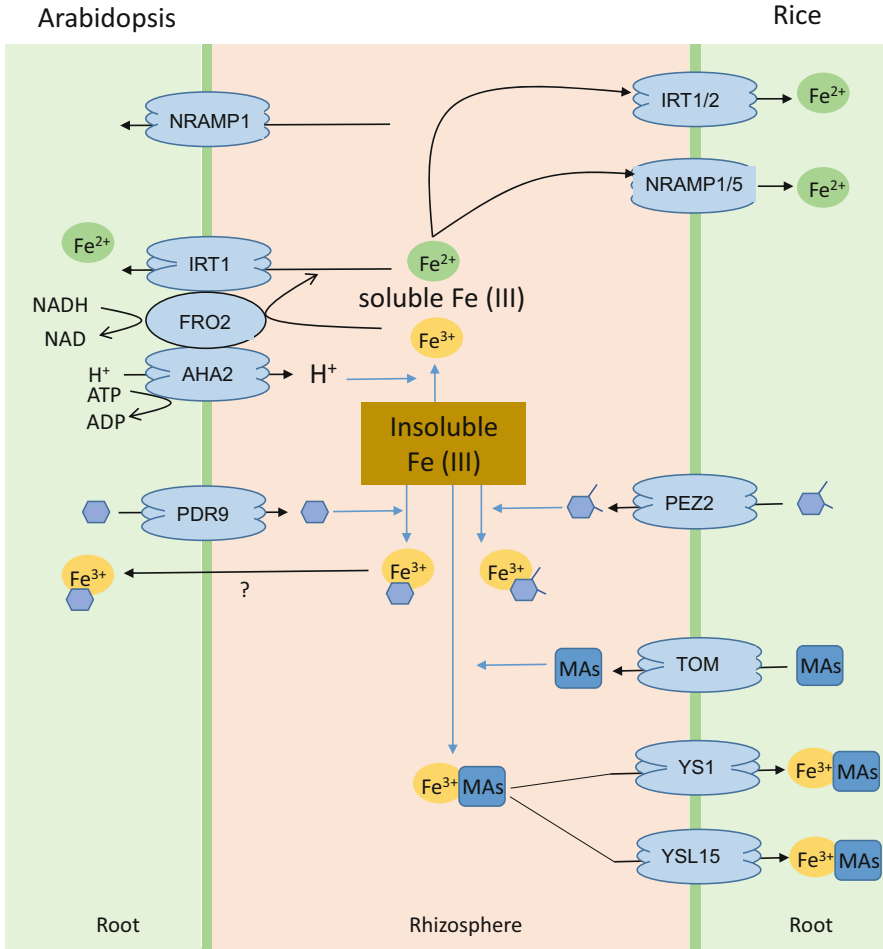 Arabidopsis
Rice
NRAMP1
IRT1/2
Fe²⁺
NRAMP1/5
Fe²⁺
Fe²⁺
IRT1
Fe²⁺
soluble Fe (III)
NADH
FRO2
NAD
Fe³⁺
H⁺
AHA2
H⁺
ATP
ADP
Insoluble
Fe (III)
PDR9
PEZ2
Fe³⁺
?
Fe³⁺
Fe³⁺
MAs
TOM
MAs
Fe³⁺
MAs
YS1
Fe³⁺
MAs
YSL15
Fe³⁺
MAs
Root
Rhizosphere
Root